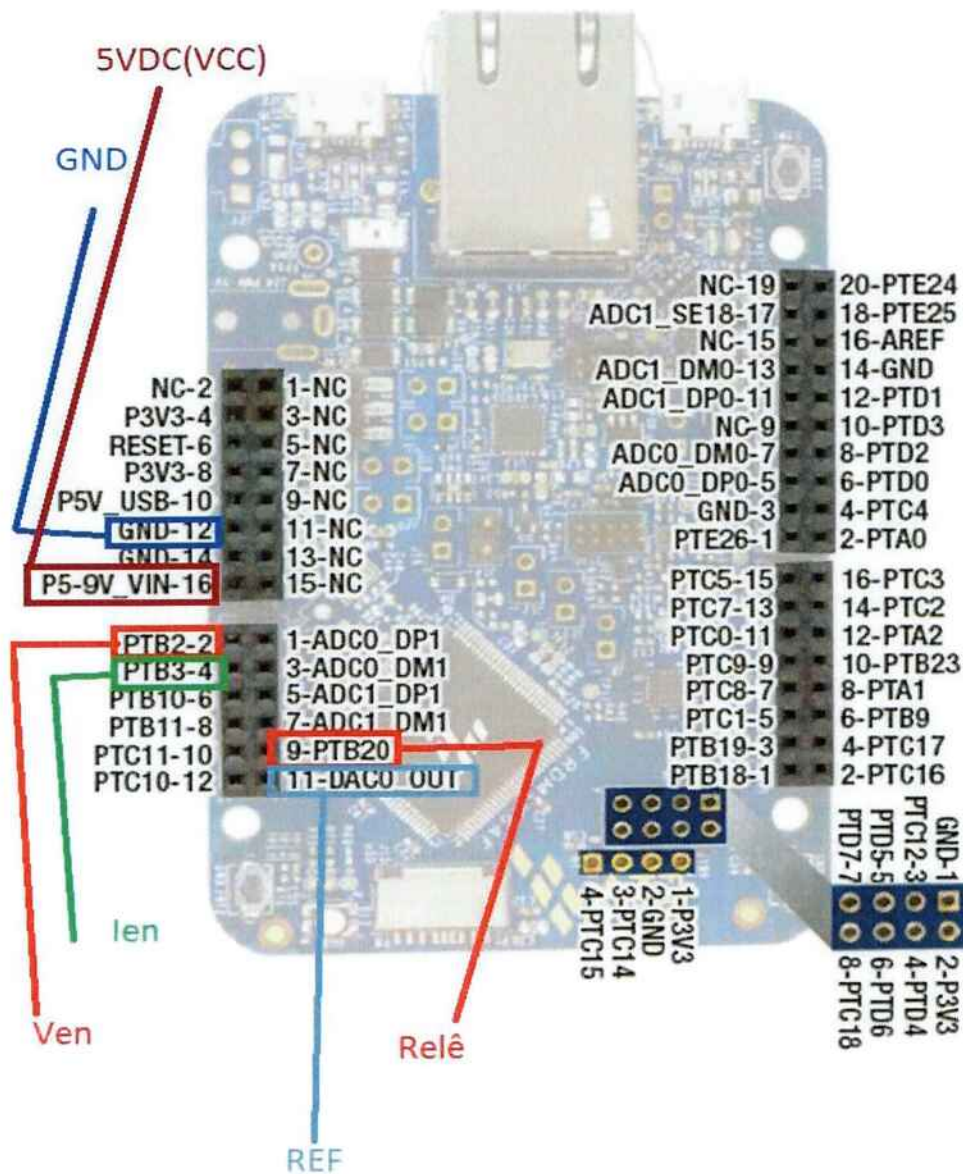 5VDC(VCC)
GND
NC-19 20-PTE24
ADC1_SE18-17 18-PTE25
NC-15 16-AREF
ADC1_DM0-13 14-GND
ADC1_DP0-11 12-PTD1
NC-9 10-PTD3
ADC0_DM0-7 8-PTD2
ADC0_DP0-5 6-PTD0
GND-3 4-PTC4
PTE26-1 2-PTA0
NC-2 1-NC
P3V3-4 3-NC
RESET-6 5-NC
P3V3-8 7-NC
P5V_USB-10 9-NC
GND-12 11-NC
GND-14 13-NC
P5-9V_VIN-16 15-NC
PTC5-15 16-PTC3
PTC7-13 14-PTC2
PTC0-11 12-PTA2
PTC9-9 10-PTB23
PTC8-7 8-PTA1
PTC1-5 6-PTB9
PTB19-3 4-PTC17
PTB18-1 2-PTC16
PTB2-2 1-ADC0_DP1
PTB3-4 3-ADC0_DM1
PTB10-6 5-ADC1_DP1
PTB11-8 7-ADC1_DM1
PTC11-10 9-PTB20
PTC10-12 11-DAC0_OUT
4-PTC15
3-PTC14
2-GND
1-P3V3
PTD7-7
PTD5-5
PTC12-3
GND-1
8-PTC18
6-PTD6
4-PTD4
2-P3V3
Ien
Ven
Relê
REF